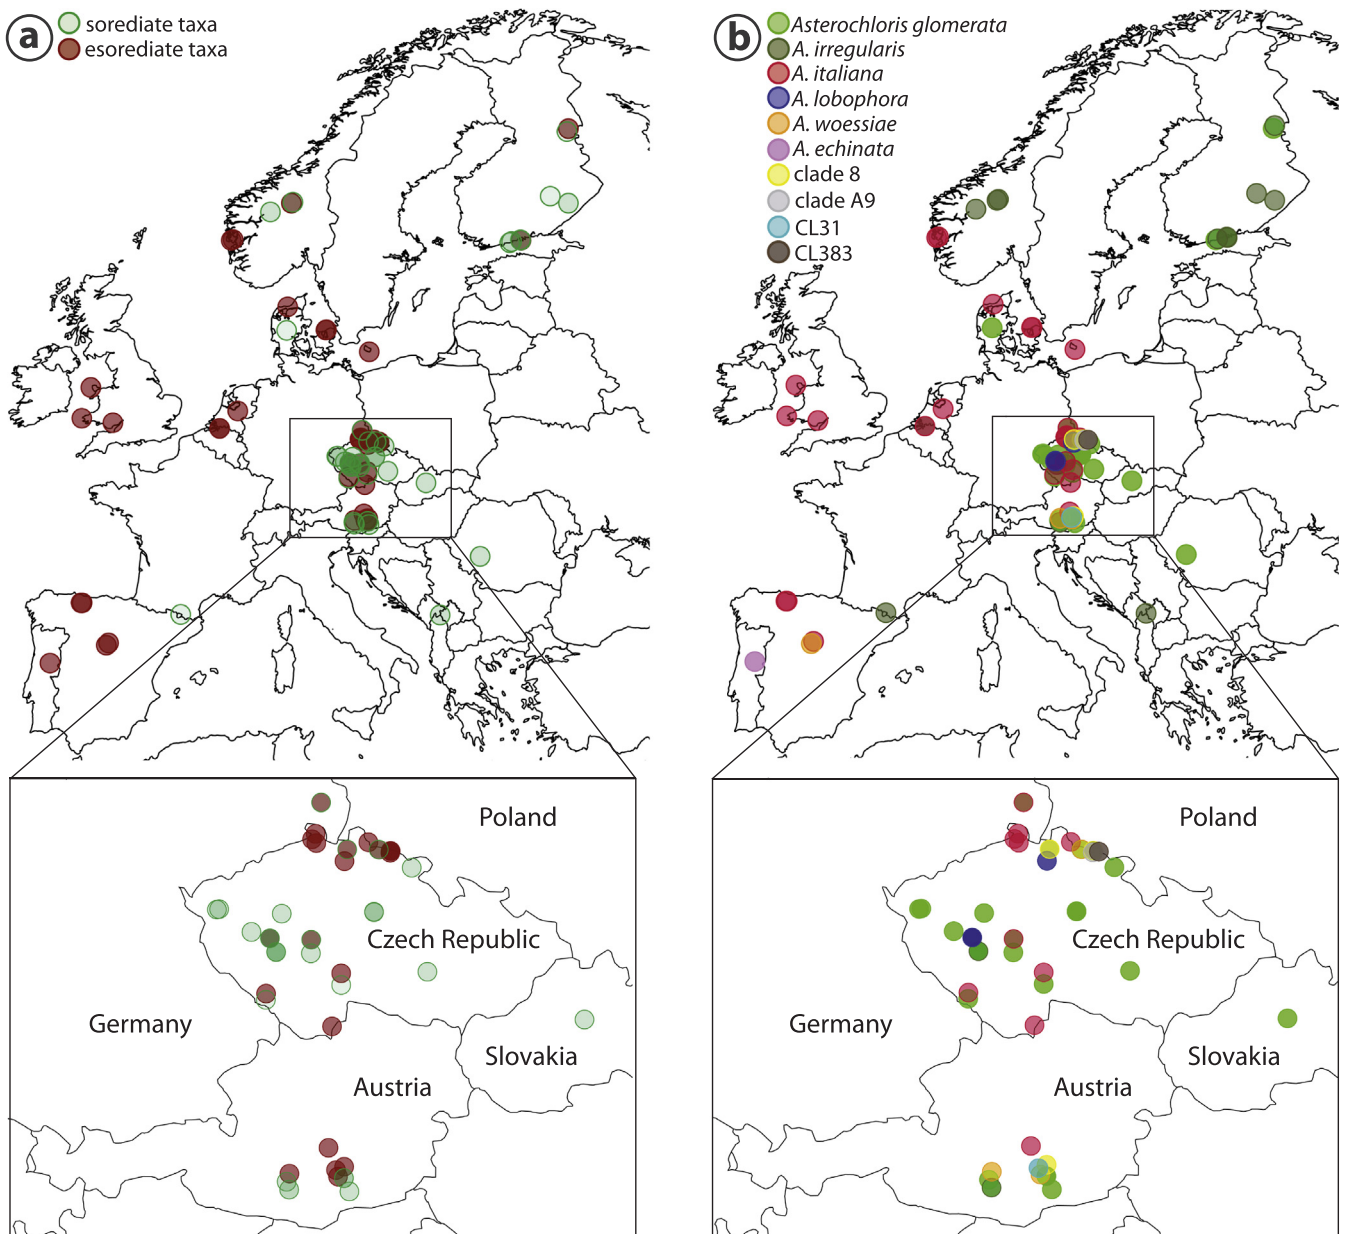 a
sorediate taxa
esorediate taxa
Poland
Czech Republic
Germany
Slovakia
Austria
b
Asterochloris glomerata
A. irregularis
A. italiana
A. lobophora
A. woessiae
A. echinata
clade 8
clade A9
CL31
CL383
Poland
Czech Republic
Germany
Slovakia
Austria